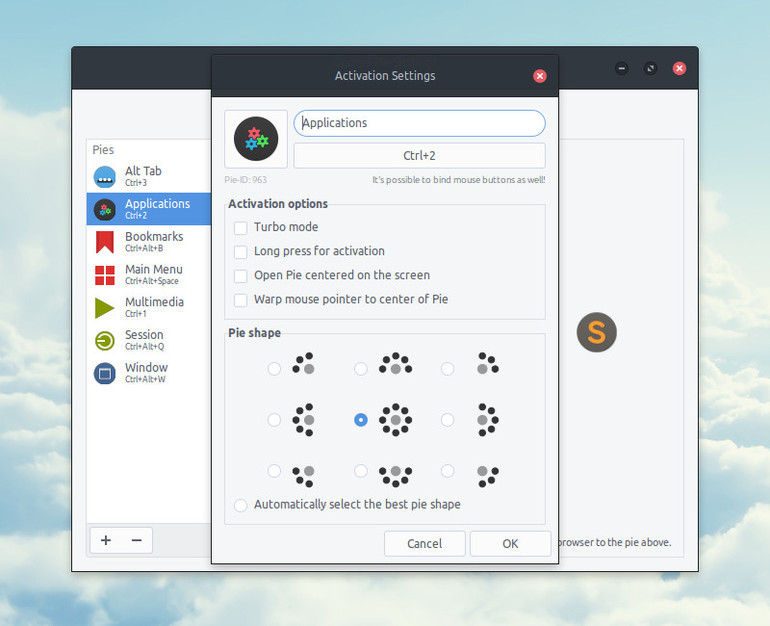 Activation Settings
Pies
Alt Tab
Ctrl+3
Applications
Ctrl+2
Bookmarks
Ctrl+Alt+B
Main Menu
Ctrl+Alt+Space
Multimedia
Ctrl+1
Session
Ctrl+Alt+Q
Window
Ctrl+Alt+W
Applications
Ctrl+2
Pie-ID: 963
It's possible to bind mouse buttons as well!
Activation options
Turbo mode
Long press for activation
Open Pie centered on the screen
Warp mouse pointer to center of Pie
Pie shape
Automatically select the best pie shape
Cancel
OK
S
browser to the pie above.